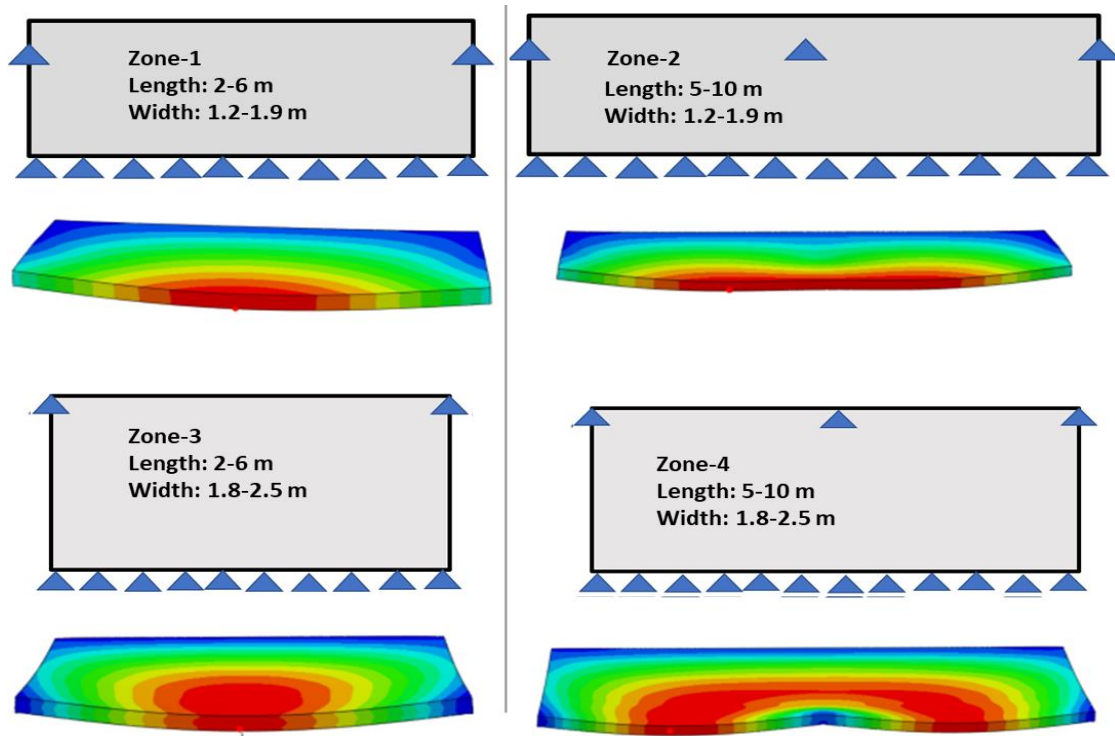 Zone-1
Length: 2-6 m
Width: 1.2-1.9 m
Zone-2
Length: 5-10 m
Width: 1.2-1.9 m
Zone-3
Length: 2-6 m
Width: 1.8-2.5 m
Zone-4
Length: 5-10 m
Width: 1.8-2.5 m